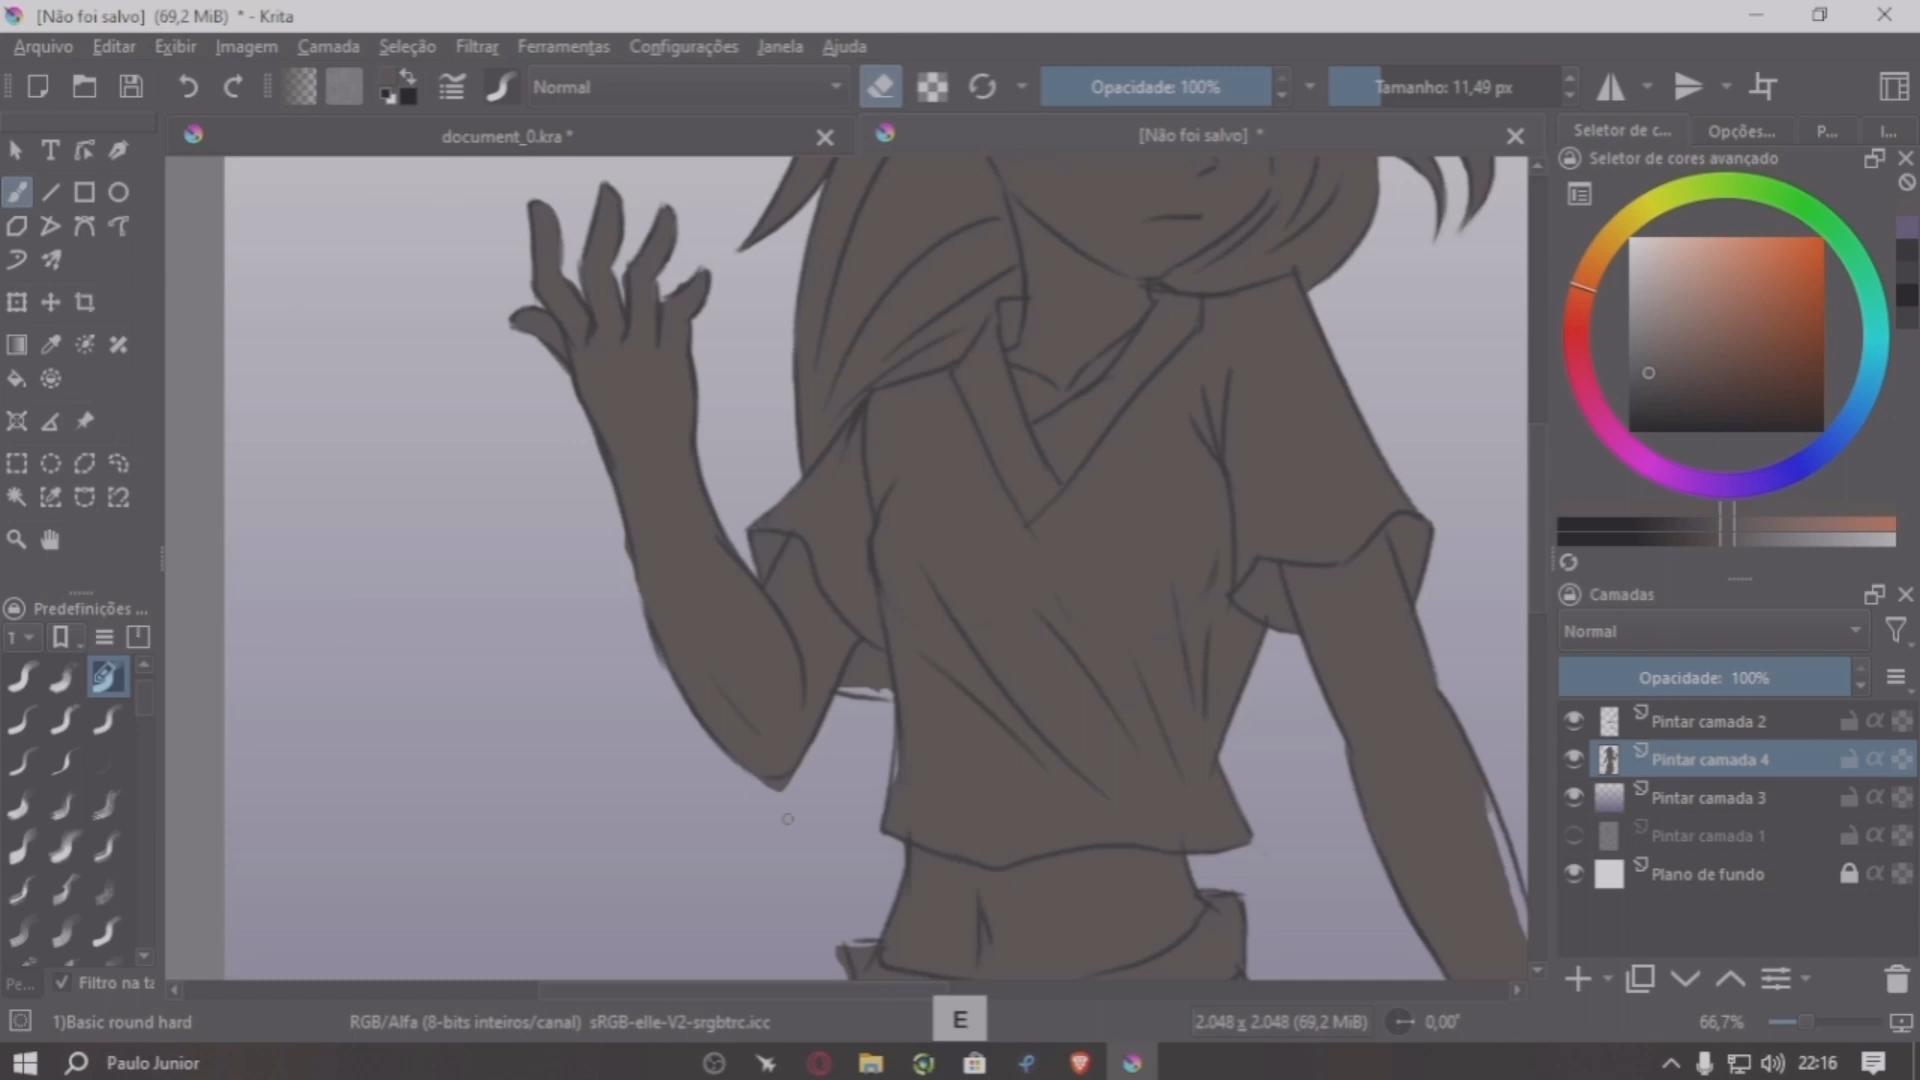 [Não foi salvo]  (69,2 MiB)  * - Krita
Arquivo Editar Exibir Imagem Camada Seleção Filtrar Ferramentas Configurações Janela Ajuda
Normal
Opacidade: 100%
Tamanho: 11,49 px
document_0.kra *
[Não foi salvo]  *
Seletor de c...
Opções...
P...
I...
Seletor de cores avançado
Predefinições ...
1
Camadas
Normal
Opacidade:  100%
Pintar camada 2
Pintar camada 4
Pintar camada 3
Pintar camada 1
Plano de fundo
Pe...
Filtro na ta
1)Basic round hard
RGB/Alfa (8-bits inteiros/canal)  sRGB-elle-V2-srgbtrc.icc
E
2.048 x 2.048 (69,2 MiB)
0,00°
66,7%
Paulo Junior
22:16